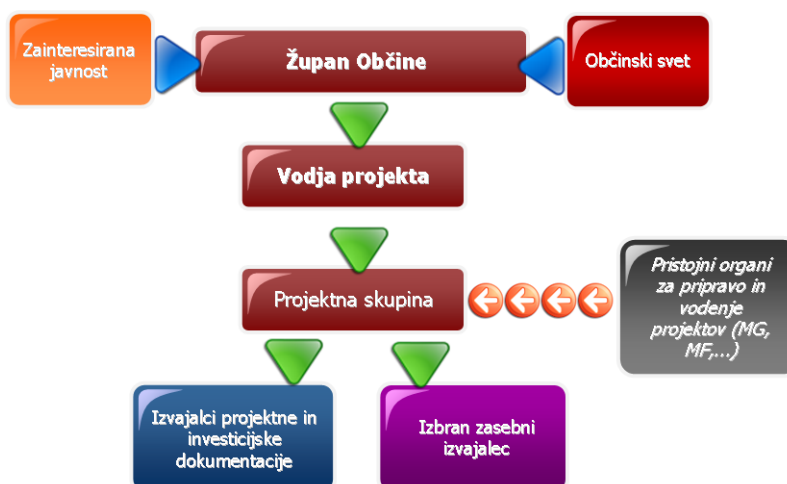 Zainteresirana
javnost
Župan Občine
Občinski svet
Vodja projekta
Projektna skupina
Pristojni organi
za pripravo in
vodenje
projektov (MG,
MF,...)
Izvajalci projektne in
investicijske
dokumentacije
Izbran zasebni
izvajalec